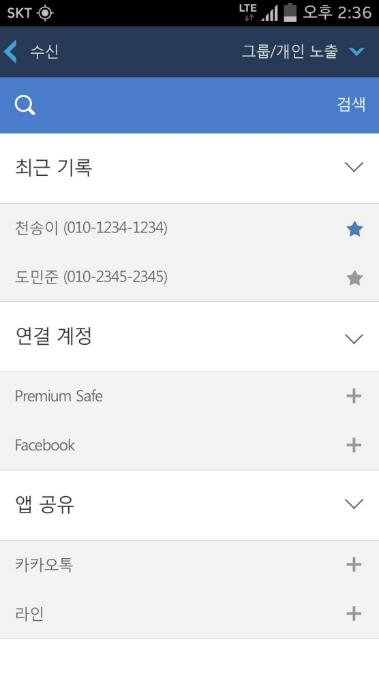 SKT LTE 오후 2:36
수신 그룹/개인 노출
검색
최근 기록
천송이 (010-1234-1234)
도민준 (010-2345-2345)
연결 계정
Premium Safe
Facebook
앱 공유
카카오톡
라인